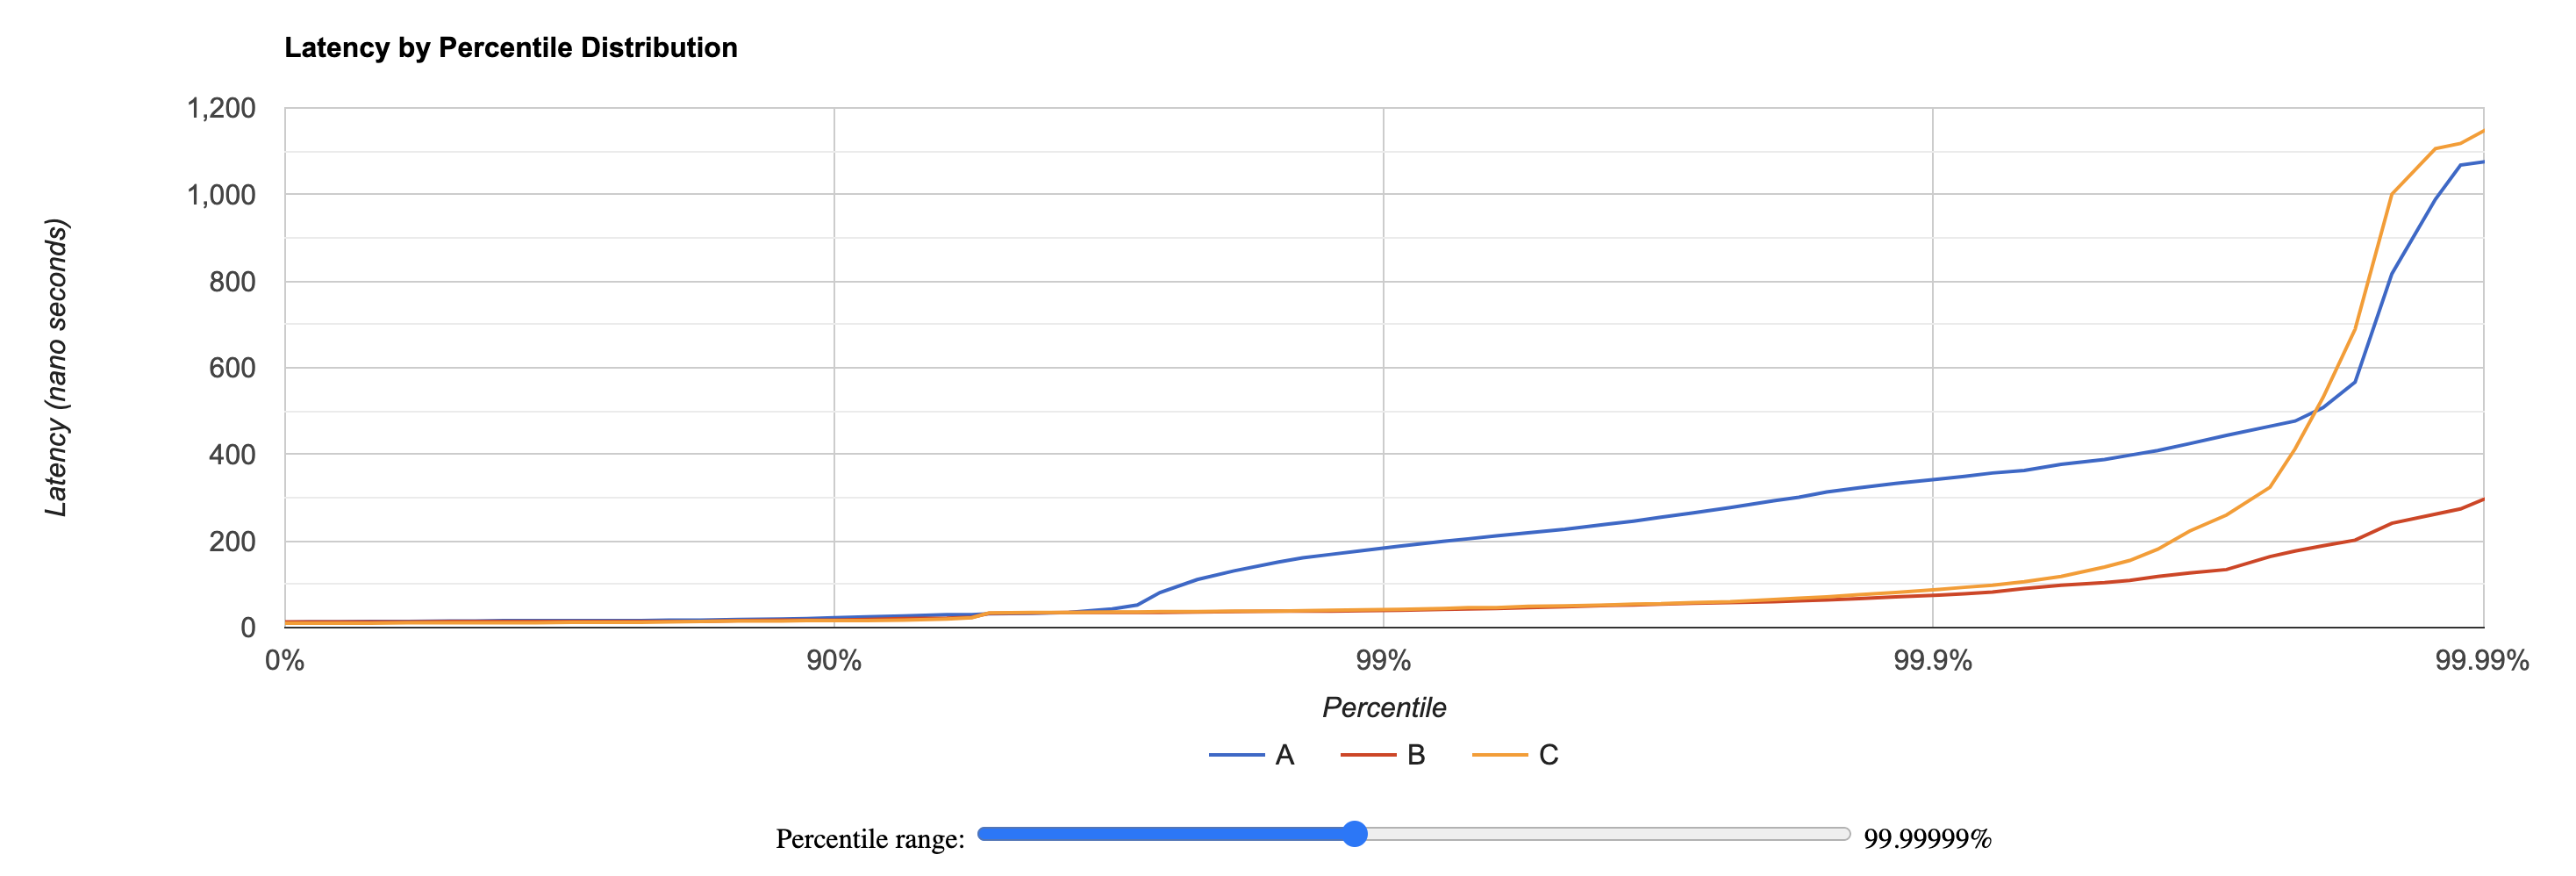 Latency by Percentile Distribution
1,200
1,000
800
600
400
200
0
Latency (nano seconds)
0% 90% 99% 99.9% 99.99%
Percentile
A B C
Percentile range: 99.99999%